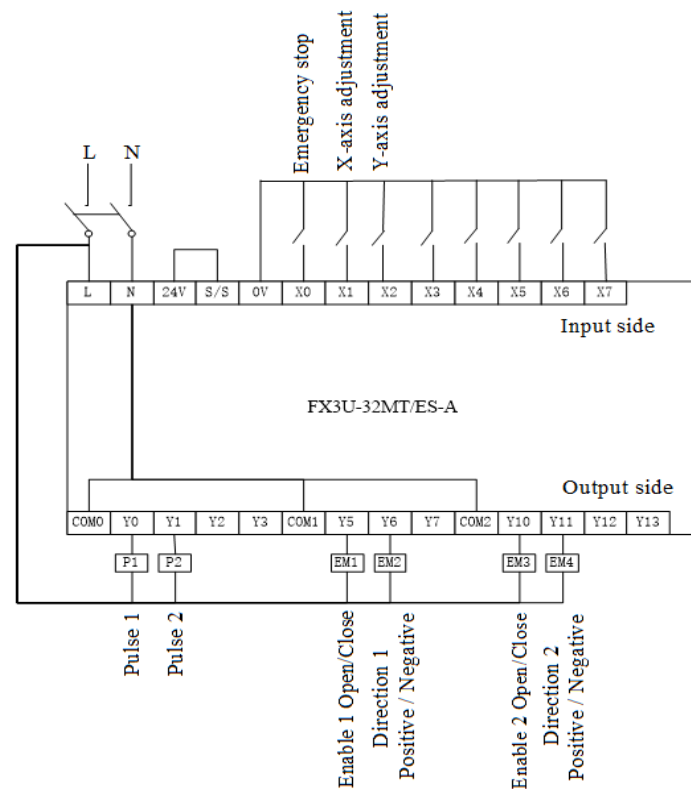 Emergency stop
X-axis adjustment
Y-axis adjustment
L N
L N 24V S/S 0V X0 X1 X2 X3 X4 X5 X6 X7
Input side
FX3U-32MT/ES-A
Output side
COM0 Y0 Y1 Y2 Y3 COM1 Y5 Y6 Y7 COM2 Y10 Y11 Y12 Y13
P1 P2 EM1 EM2 EM3 EM4
Pulse 1
Pulse 2
Enable 1 Open/Close
Direction 1
Positive / Negative
Enable 2 Open/Close
Direction 2
Positive / Negative